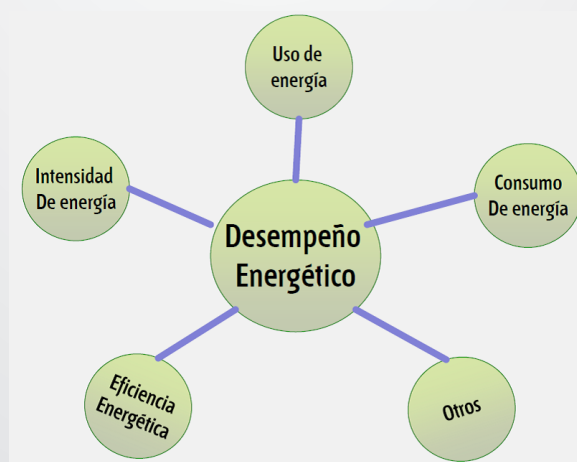 Uso de
energía
Intensidad
De energía
Consumo
De energía
Desempeño
Energético
Eficiencia
Energética
Otros